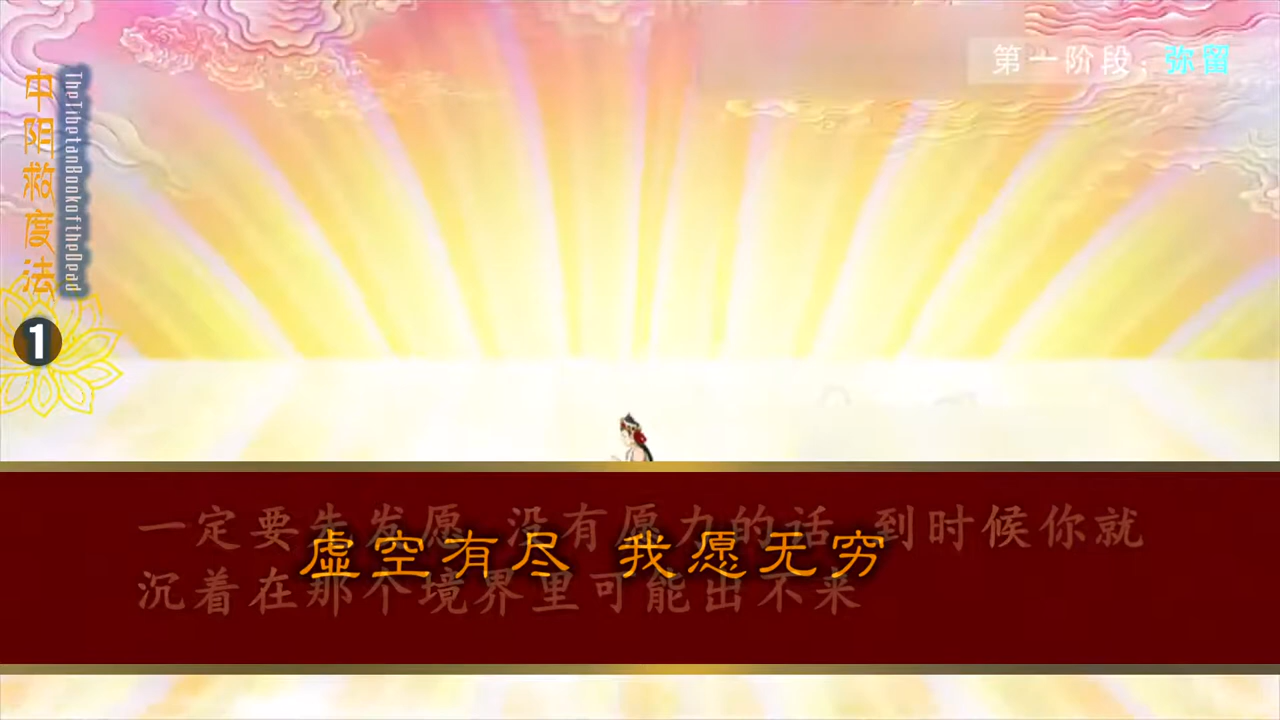 中阴救度法
TheTibetanBookoftheDead
1
第一阶段：弥留
一定要先发愿 没有愿力的话 到时候你就
沉着在那个境界里可能出不来
虚空有尽 我愿无穷